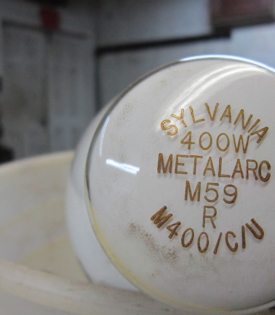 SYLVANIA
400W
METALARC
M59
R
M400/C/U